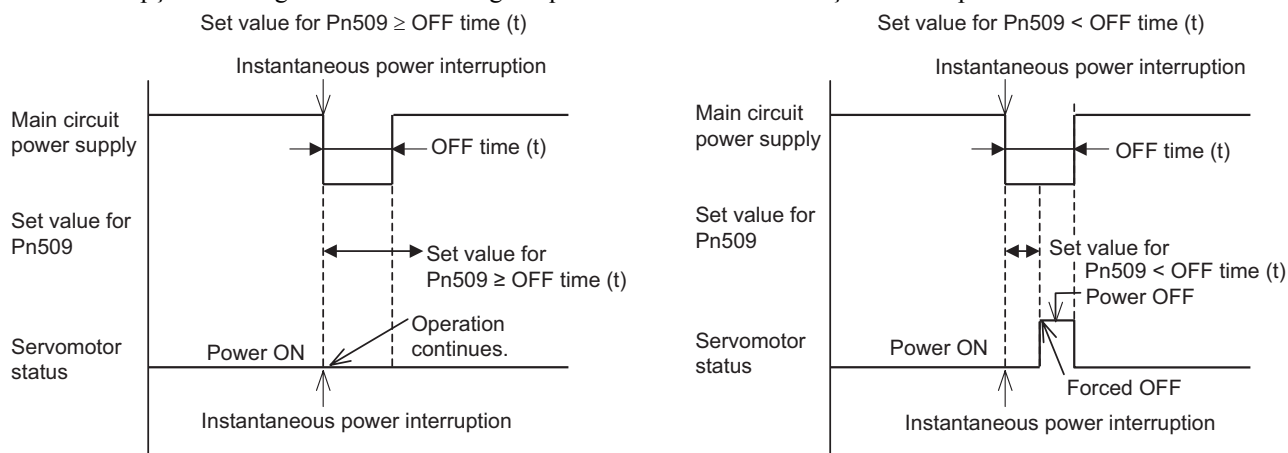 Set value for Pn509 ≥ OFF time (t)
Instantaneous power interruption
Main circuit
power supply
OFF time (t)
Set value for
Pn509
Set value for
Pn509 ≥ OFF time (t)
Operation
continues.
Servomotor
status
Power ON
Instantaneous power interruption
Set value for Pn509 < OFF time (t)
Instantaneous power interruption
Main circuit
power supply
OFF time (t)
Set value for
Pn509
Set value for
Pn509 < OFF time (t)
Power OFF
Servomotor
status
Power ON
Forced OFF
Instantaneous power interruption